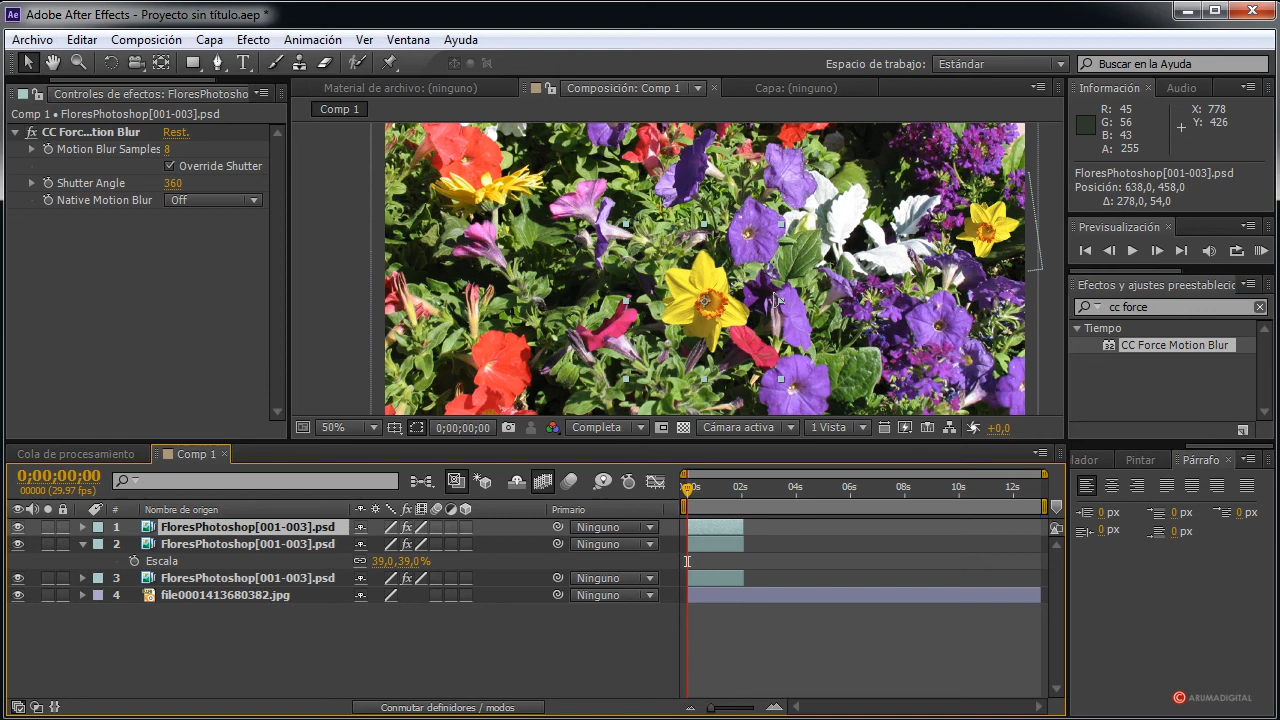 Ae Adobe After Effects - Proyecto sin título.aep *
Archivo Editar Composición Capa Efecto Animación Ver Ventana Ayuda
Espacio de trabajo: Estándar Buscar en la Ayuda
Controles de efectos: FloresPhotosho
Comp 1 • FloresPhotoshop[001-003].psd
fx CC Forc...tion Blur Rest.
Motion Blur Samples 8
Override Shutter
Shutter Angle 360
Native Motion Blur Off
Material de archivo: (ninguno) Composición: Comp 1 Capa: (ninguno)
Comp 1
50% 0;00;00;00 Completa Cámara activa 1 Vista +0,0
Información Audio
R: 45 X: 778
G: 56 Y: 426
B: 43
A: 255
FloresPhotoshop[001-003].psd
Posición: 638,0, 458,0
Δ: 278,0, 54,0
Previsualización
Efectos y ajustes preestablecio
cc force
Tiempo
32 CC Force Motion Blur
Cola de procesamiento Comp 1
0;00;00;00
00000 (29.97 fps)
# Nombre de origen Primario
02s 04s 06s 08s 10s 12s
1 FloresPhotoshop[001-003].psd fx Ninguno
2 FloresPhotoshop[001-003].psd fx Ninguno
Escala 39,0,39,0%
3 FloresPhotoshop[001-003].psd fx Ninguno
4 file0001413680382.jpg Ninguno
Conmutar definidores / modos
lador Pintar Párrafo
0 px 0 px 0 px
0 px 0 px
© ARUMADIGITAL